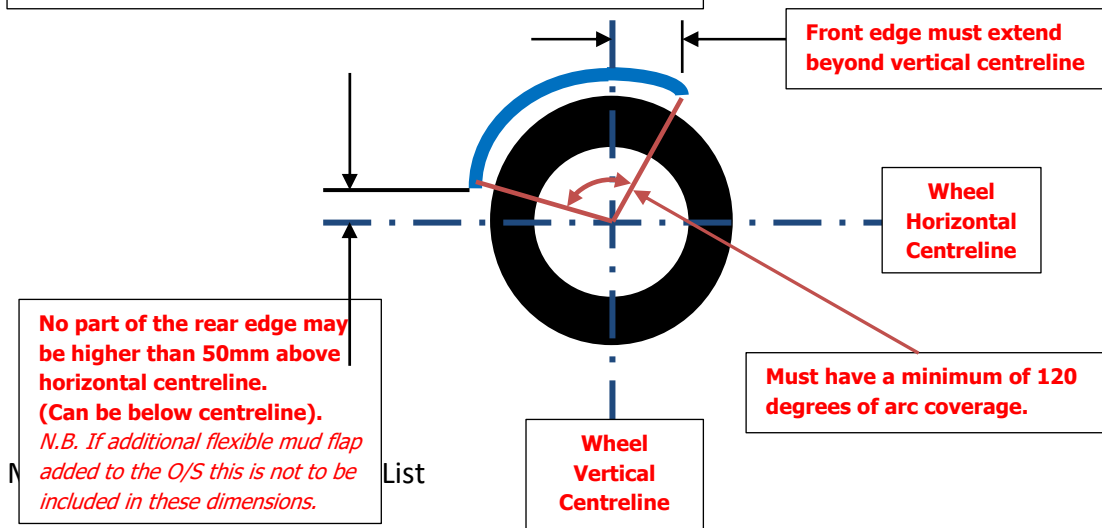 Front edge must extend
beyond vertical centreline
Wheel
Horizontal
Centreline
No part of the rear edge may
be higher than 50mm above
horizontal centreline.
(Can be below centreline).
N.B. If additional flexible mud flap
added to the O/S this is not to be
included in these dimensions.
Must have a minimum of 120
degrees of arc coverage.
Wheel
Vertical
Centreline
List